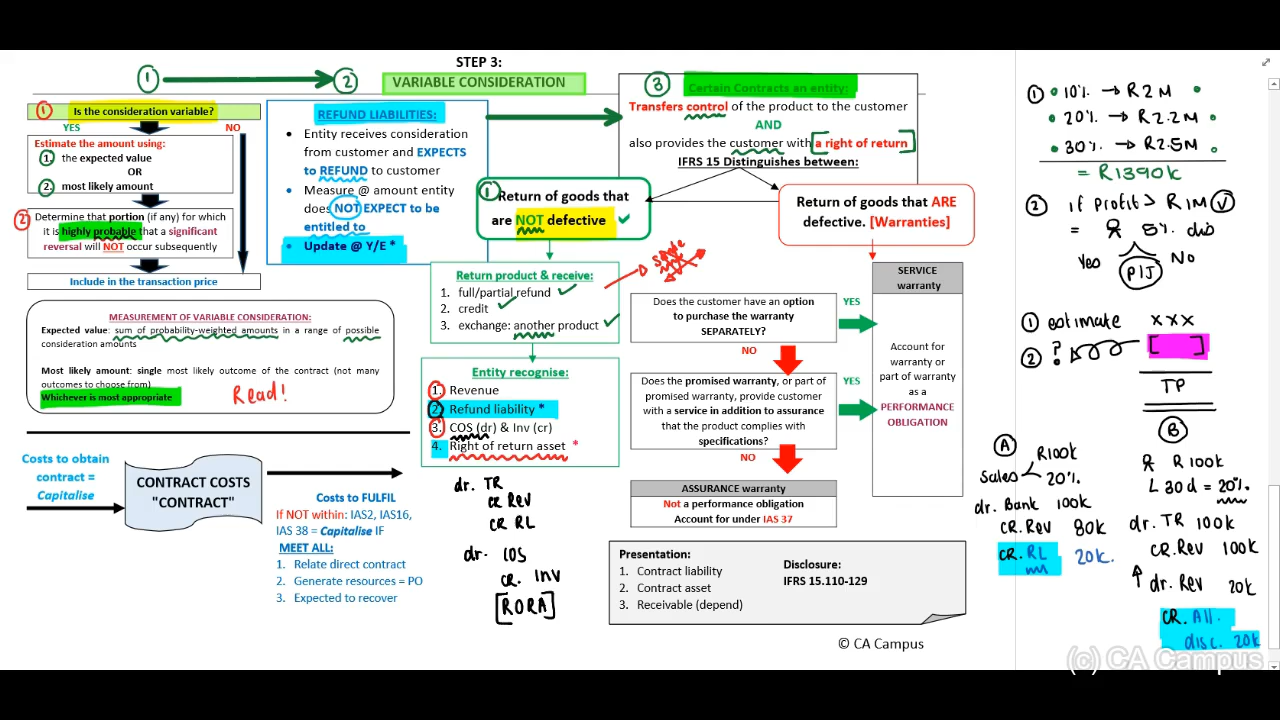 STEP 3:
VARIABLE CONSIDERATION
1
2
1 Is the consideration variable?
YES
NO
Estimate the amount using:
1. the expected value
OR
2. most likely amount
2 Determine that portion (if any) for which
it is highly probable that a significant
reversal will NOT occur subsequently
Include in the transaction price
REFUND LIABILITIES:
• Entity receives consideration
from customer and EXPECTS
to REFUND to customer
• Measure @ amount entity
does NOT EXPECT to be
entitled to
• Update @ Y/E *
3 Certain Contracts an entity:
Transfers control of the product to the customer
AND
also provides the customer with [a right of return]
IFRS 15 Distinguishes between:
1 Return of goods that
are NOT defective
Return of goods that ARE
defective. [Warranties]
Return product & receive:
1. full/partial refund
2. credit
3. exchange: another product
same
Entity recognise:
1. Revenue
2. Refund liability *
3. COS (dr) & Inv (cr)
4. Right of return asset *
dr. TR
CR Rev
CR RL
dr. COS
CR. INV
[RORA]
MEASUREMENT OF VARIABLE CONSIDERATION:
Expected value: sum of probability-weighted amounts in a range of possible
consideration amounts
Most likely amount: single most likely outcome of the contract (not many
outcomes to choose from)
Whichever is most appropriate
Read!
Costs to obtain
contract =
Capitalise
CONTRACT COSTS
"CONTRACT"
Costs to FULFIL
If NOT within: IAS2, IAS16,
IAS 38 = Capitalise IF
MEET ALL:
1. Relate direct contract
2. Generate resources = PO
3. Expected to recover
Does the customer have an option
to purchase the warranty
SEPARATELY?
YES
NO
Does the promised warranty, or part of
promised warranty, provide customer
with a service in addition to assurance
that the product complies with
specifications?
YES
NO
ASSURANCE warranty
Not a performance obligation
Account for under IAS 37
SERVICE
warranty
Account for
warranty or
part of warranty
as a
PERFORMANCE
OBLIGATION
Presentation:
1. Contract liability
2. Contract asset
3. Receivable (depend)
Disclosure:
IFRS 15.110-129
© CA Campus
1 10% → R2M
20% → R2.2M
30% → R2.5M
= R1390k
2 if Profit > R1M V
= 5% dis
Yes
No
PIJ
1 estimate xxx
2 ? [ ]
TP
A
Sales
R100k
20%
dr. Bank 100k
CR. Rev 80k
CR. RL 20k.
B
R100k
30d = 20%
dr. TR 100k
CR. Rev 100k
dr. Rev 20k
CR. All.
disc. 20k
(c) CA Campus